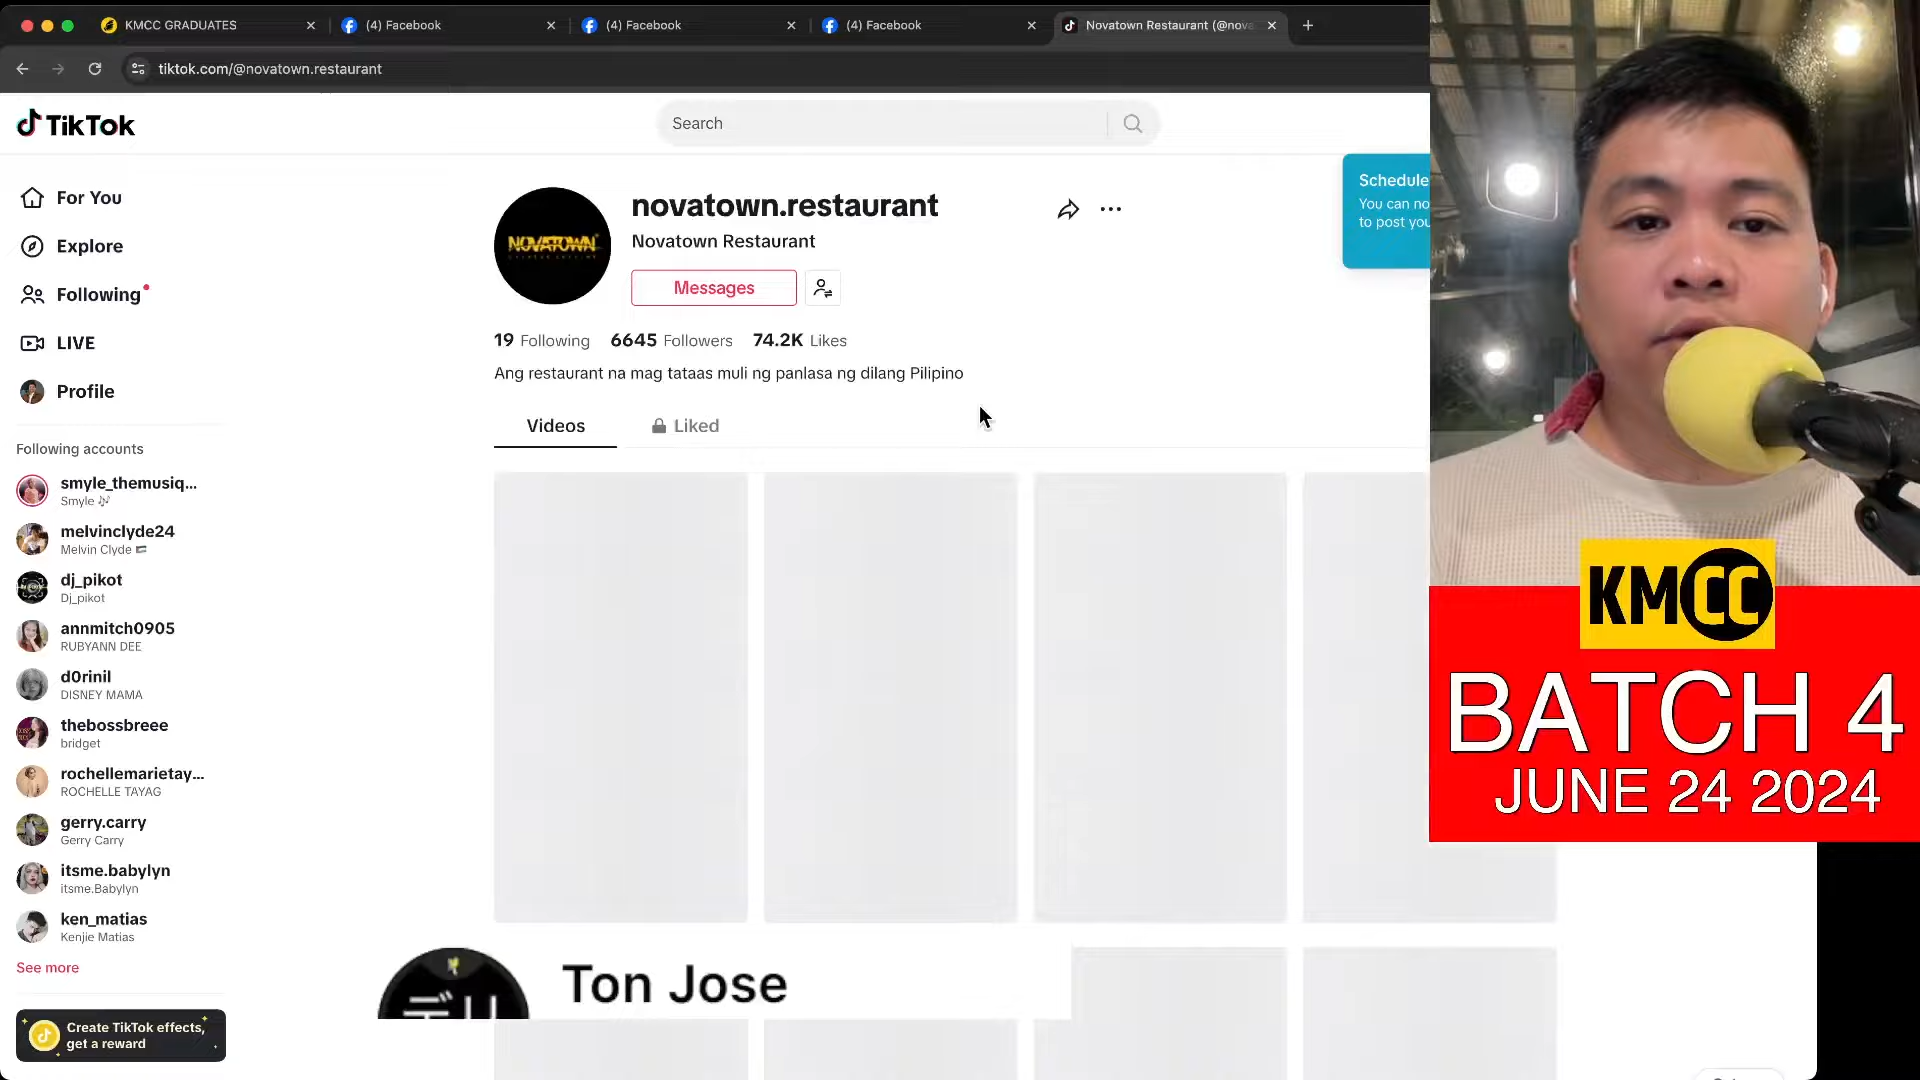 KMCC GRADUATES
(4) Facebook
(4) Facebook
(4) Facebook
Novatown Restaurant (@nova
tiktok.com/@novatown.restaurant
TikTok
Search
For You
Explore
Following
LIVE
Profile
Following accounts
smyle_themusiq...
Smyle
melvinclyde24
Melvin Clyde
dj_pikot
Dj_pikot
annmitch0905
RUBYANN DEE
d0rinil
DISNEY MAMA
thebossbreee
bridget
rochellemarietay...
ROCHELLE TAYAG
gerry.carry
Gerry Carry
itsme.babylyn
itsme.Babylyn
ken_matias
Kenjie Matias
See more
Create TikTok effects,
get a reward
NOVATOWN
novatown.restaurant
Novatown Restaurant
Messages
19 Following 6645 Followers 74.2K Likes
Ang restaurant na mag tataas muli ng panlasa ng dilang Pilipino
Videos
Liked
Schedule
You can no
to post you
Ton Jose
KMCC
BATCH 4
JUNE 24 2024